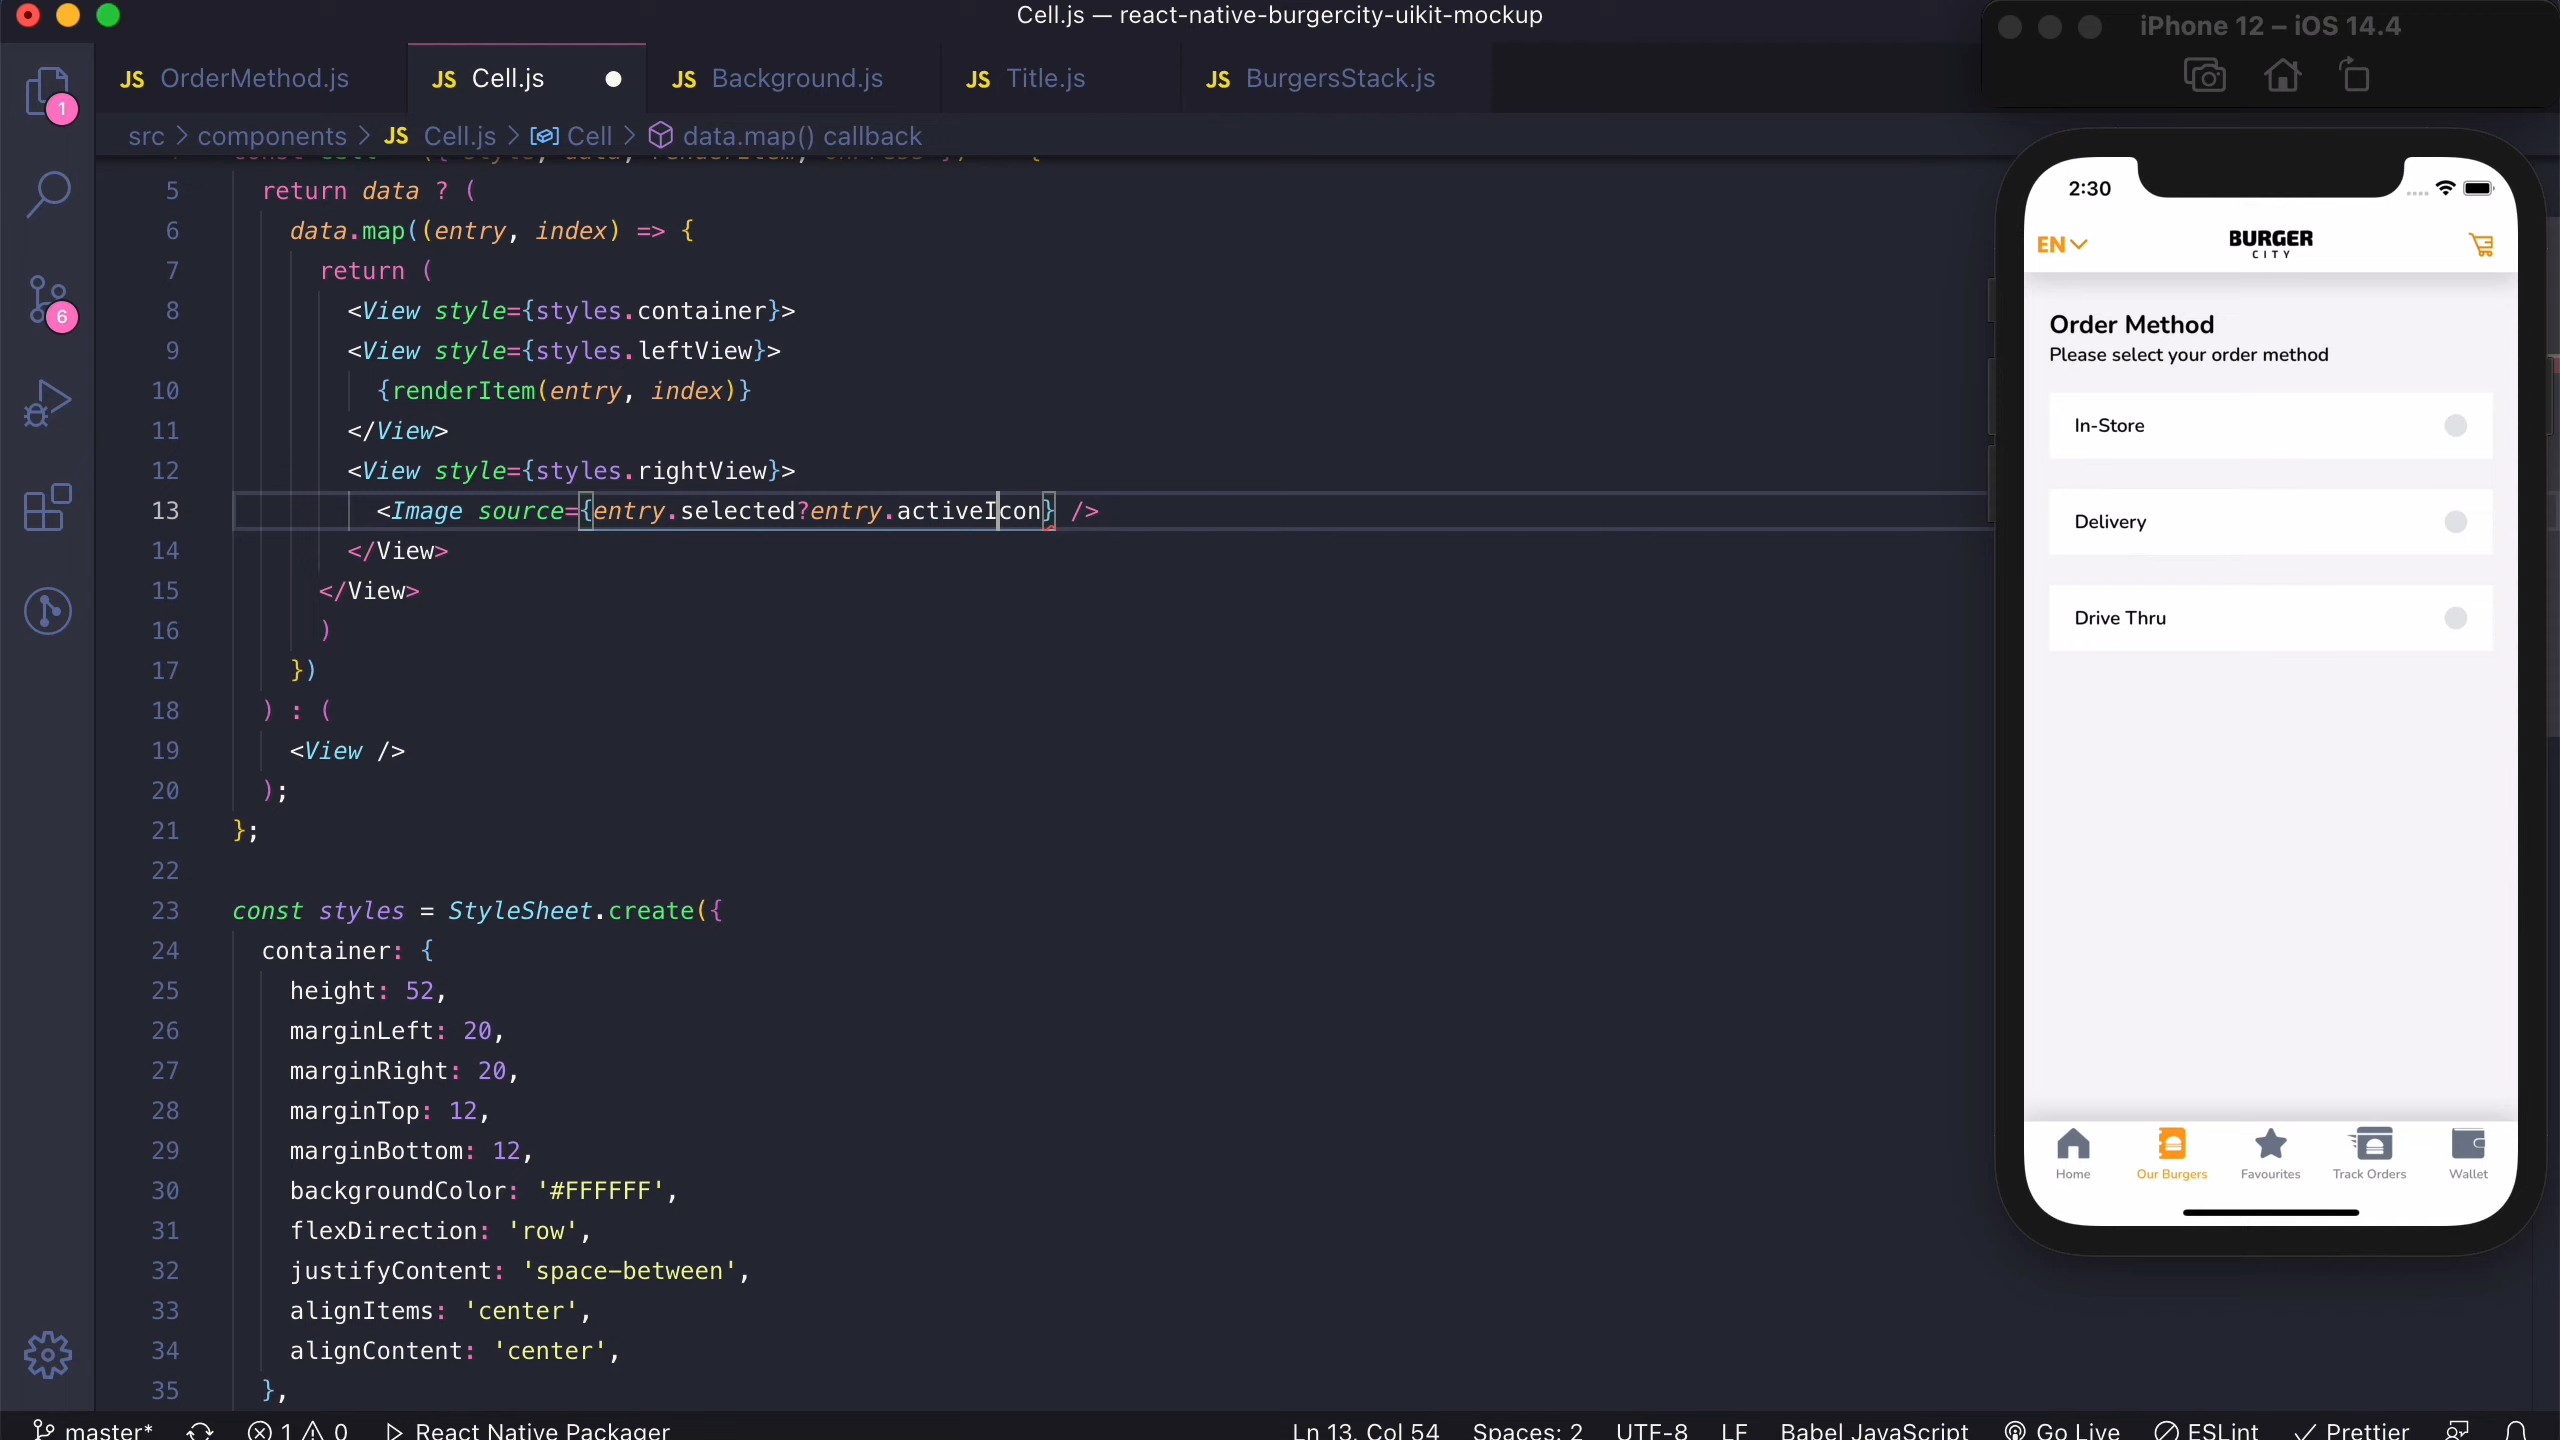 Cell.js — react-native-burgercity-uikit-mockup
JS OrderMethod.js
JS Cell.js
JS Background.js
JS Title.js
JS BurgersStack.js
src > components > JS Cell.js > Cell > data.map() callback
1
6
5 return data ? (
6 data.map((entry, index) => {
7 return (
8 <View style={styles.container}>
9 <View style={styles.leftView}>
10 {renderItem(entry, index)}
11 </View>
12 <View style={styles.rightView}>
13 <Image source={entry.selected?entry.activeIcon} />
14 </View>
15 </View>
16 )
17 })
18 ) : (
19 <View />
20 );
21 };
22
23 const styles = StyleSheet.create({
24 container: {
25 height: 52,
26 marginLeft: 20,
27 marginRight: 20,
28 marginTop: 12,
29 marginBottom: 12,
30 backgroundColor: '#FFFFFF',
31 flexDirection: 'row',
32 justifyContent: 'space-between',
33 alignItems: 'center',
34 alignContent: 'center',
35 },
master* 1 0 React Native Packager Ln 13, Col 54 Spaces: 2 UTF-8 LF Babel JavaScript Go Live ESLint Prettier
iPhone 12 – iOS 14.4
2:30
EN
BURGER
CITY
Order Method
Please select your order method
In-Store
Delivery
Drive Thru
Home
Our Burgers
Favourites
Track Orders
Wallet